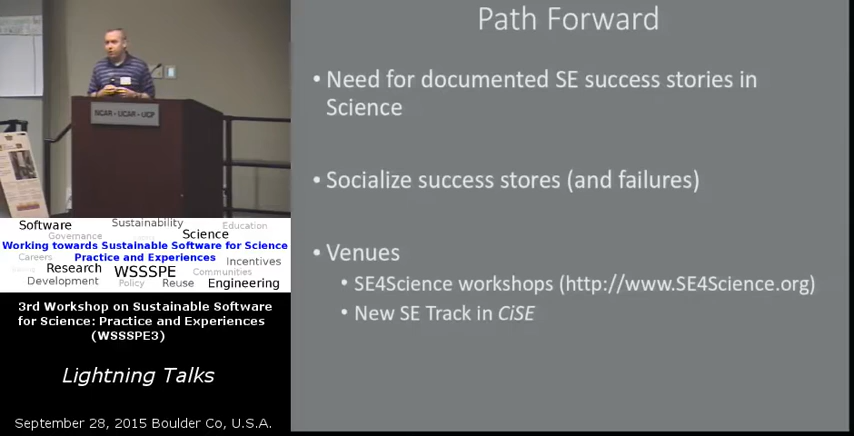 Path Forward
• Need for documented SE success stories in
Science
• Socialize success stores (and failures)
• Venues
• SE4Science workshops (http://www.SE4Science.org)
• New SE Track in CiSE
NCAR - UCAR - UCP
Software Sustainability Education
Governance Science
Working towards Sustainable Software for Science
Practice and Experiences
Careers Incentives
Research WSSSPE Communities
Development Policy Reuse Engineering
3rd Workshop on Sustainable Software
for Science: Practice and Experiences
(WSSSPE3)
Lightning Talks
September 28, 2015 Boulder Co, U.S.A.